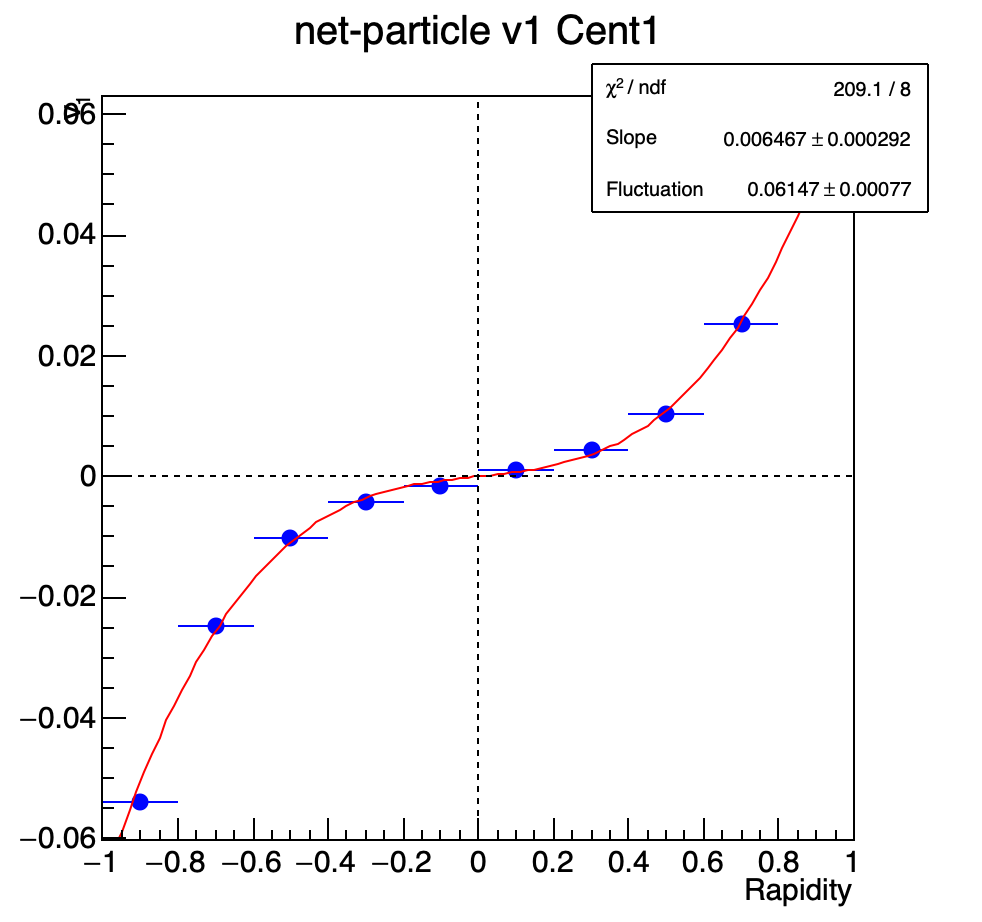 net-particle v1 Cent1
χ² / ndf 209.1 / 8
Slope 0.006467 ± 0.000292
Fluctuation 0.06147 ± 0.00077
0.06
0.04
0.02
0
−0.02
−0.04
−0.06
−1 −0.8 −0.6 −0.4 −0.2 0 0.2 0.4 0.6 0.8 1
Rapidity